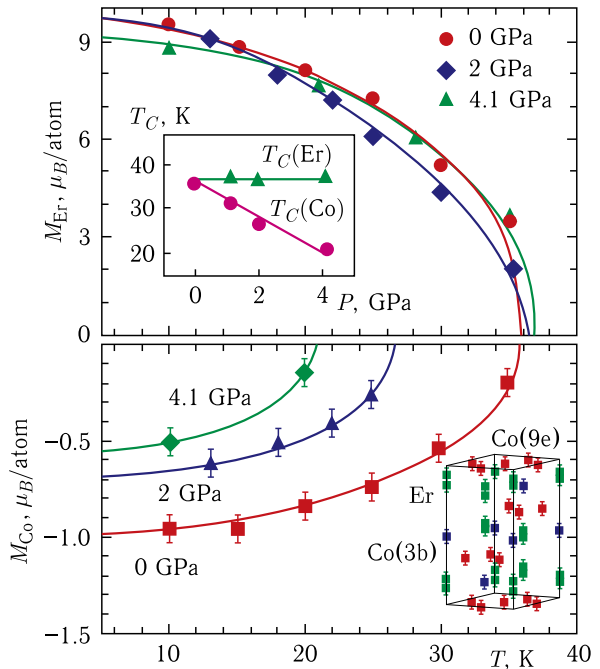 9
6
3
0
M_Er, μ_B/atom
0 GPa
2 GPa
4.1 GPa
T_C, K
40
30
20
T_C(Er)
T_C(Co)
0
2
4
P, GPa
−0.5
−1.0
−1.5
M_Co, μ_B/atom
4.1 GPa
2 GPa
0 GPa
Co(9e)
Er
Co(3b)
10
20
30
40
T, K